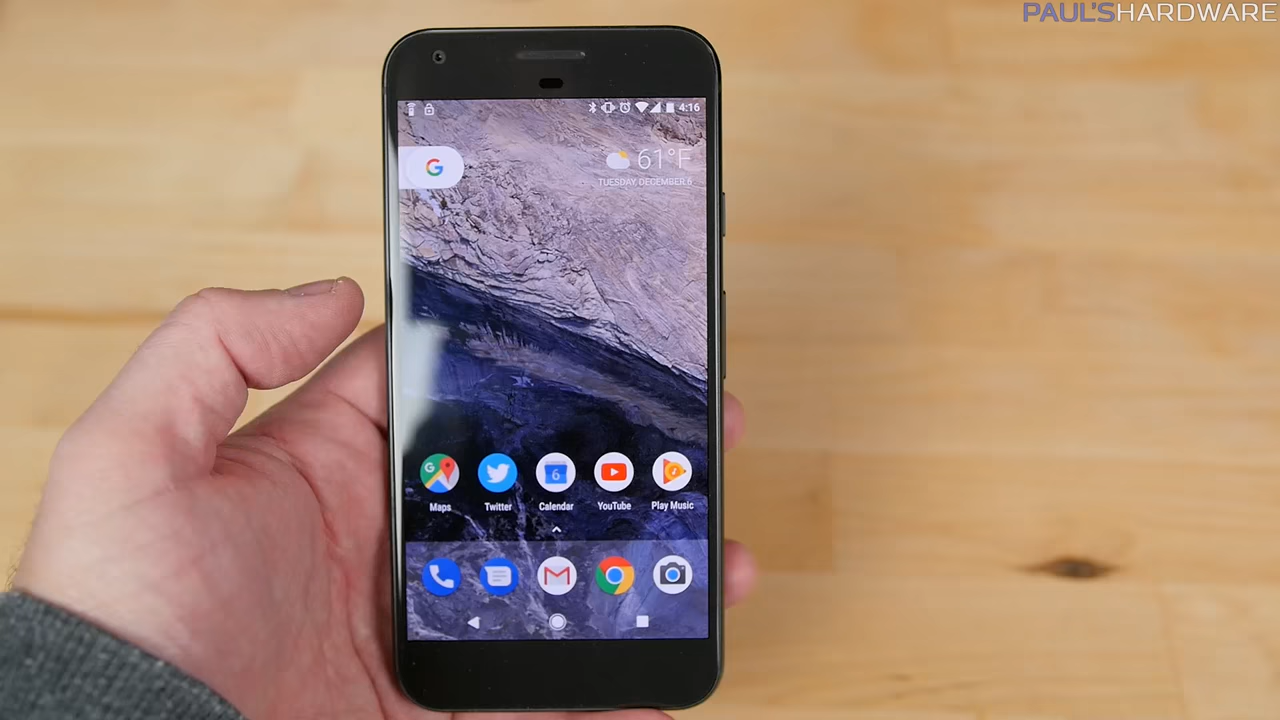 PAUL'SHARDWARE
4:16
G
61°F
TUESDAY, DECEMBER 6
G
6
Maps
Twitter
Calendar
YouTube
Play Music